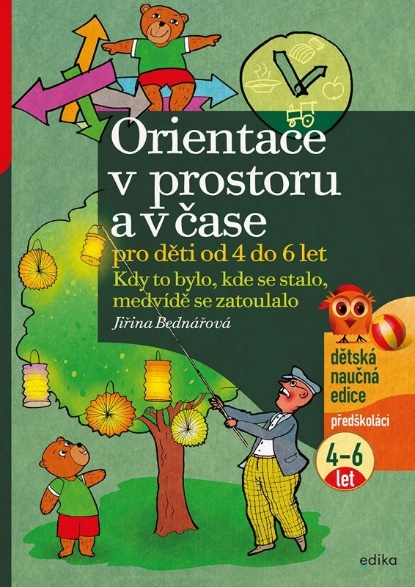 Orientace
v prostoru
a v čase
pro děti od 4 do 6 let
Kdy to bylo, kde se stalo,
medvídě se zatoulalo
Jiřina Bednářová
dětská
naučná
edice
předškoláci
4–6
let
edika